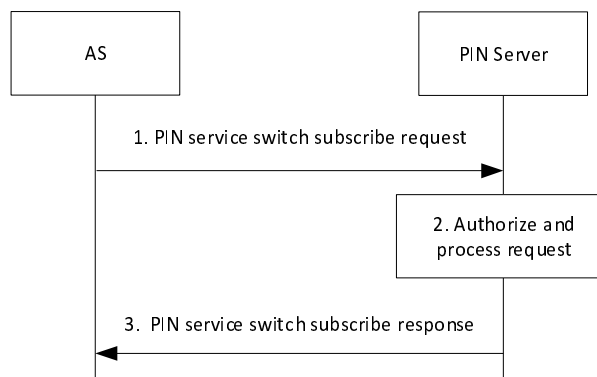 AS
PIN Server
1. PIN service switch subscribe request
2. Authorize and
process request
3. PIN service switch subscribe response